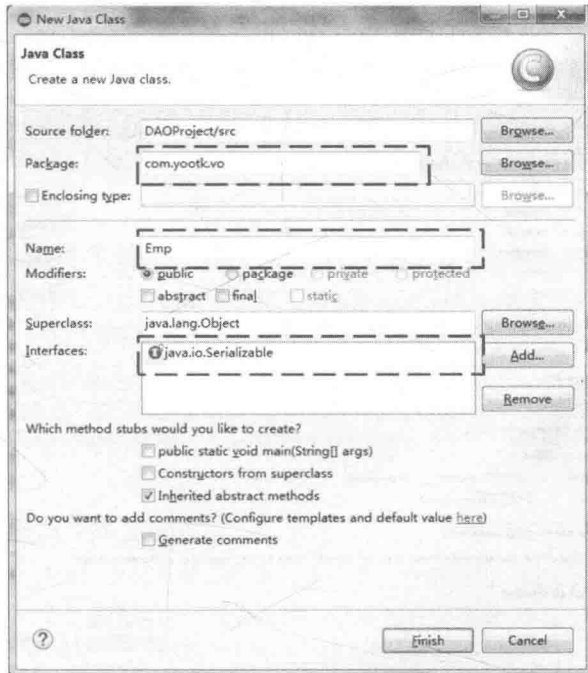 New Java Class
Java Class
Create a new Java class.
Source folder: DAOProject/src Browse...
Package: com.yootk.vo Browse...
Enclosing type: Browse...
Name: Emp
Modifiers: public package private protected
abstract final static
Superclass: java.lang.Object Browse...
Interfaces: java.io.Serializable Add...
Remove
Which method stubs would you like to create?
public static void main(String[] args)
Constructors from superclass
Inherited abstract methods
Do you want to add comments? (Configure templates and default value here)
Generate comments
? Finish Cancel